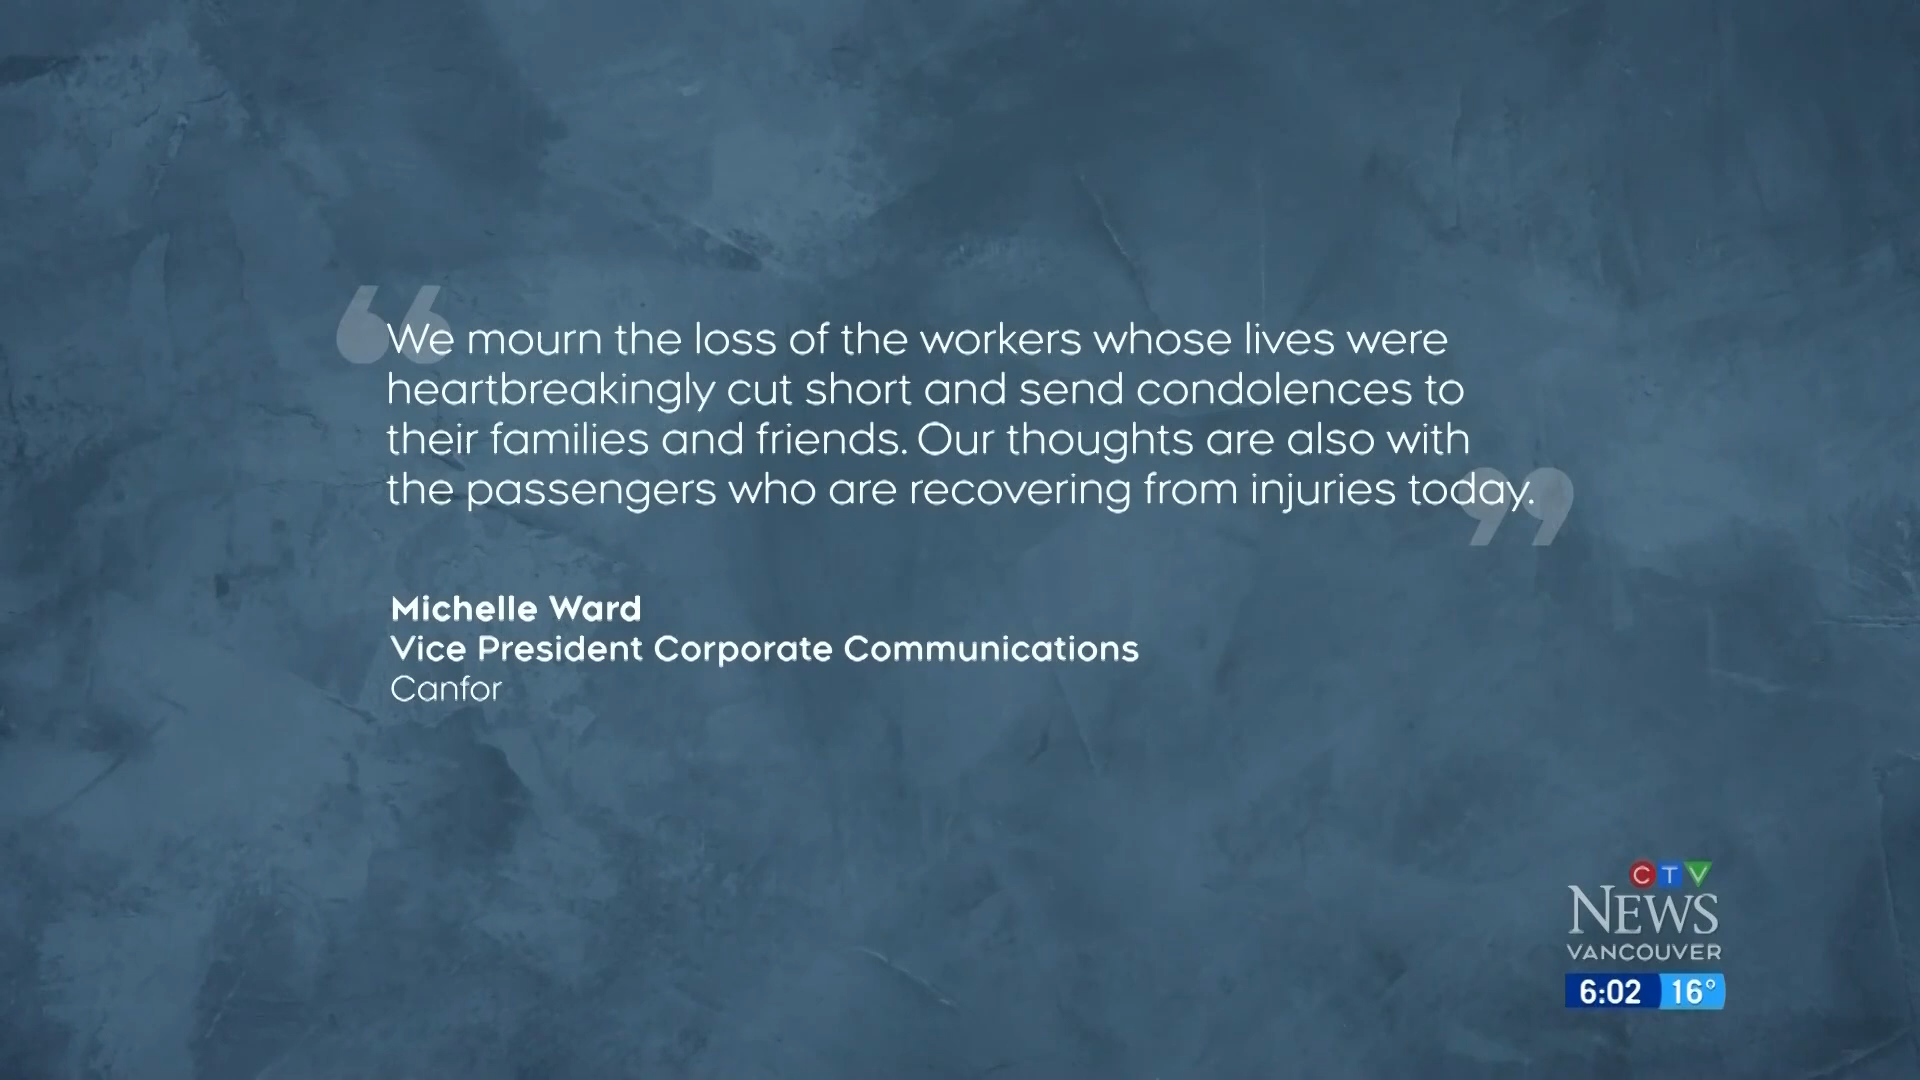 We mourn the loss of the workers whose lives were
heartbreakingly cut short and send condolences to
their families and friends. Our thoughts are also with
the passengers who are recovering from injuries today.
Michelle Ward
Vice President Corporate Communications
Canfor
CTV
NEWS
VANCOUVER
6:02 16°